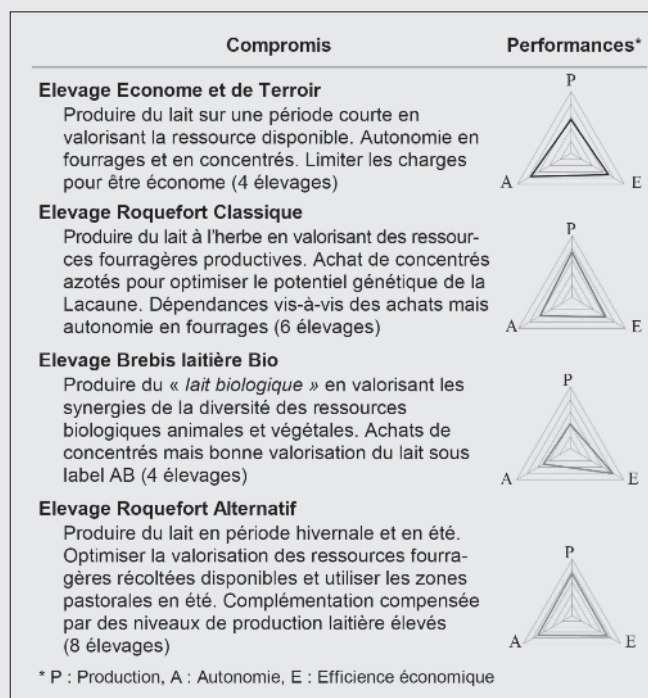 Compromis Performances*
Elevage Econome et de Terroir
Produire du lait sur une période courte en
valorisant la ressource disponible. Autonomie en
fourrages et en concentrés. Limiter les charges
pour être économe (4 élevages)
P
A E
Elevage Roquefort Classique
Produire du lait à l'herbe en valorisant des ressour-
ces fourragères productives. Achat de concentrés
azotés pour optimiser le potentiel génétique de la
Lacaune. Dépendances vis-à-vis des achats mais
autonomie en fourrages (6 élevages)
P
A E
Elevage Brebis laitière Bio
Produire du « lait biologique » en valorisant les
synergies de la diversité des ressources
biologiques animales et végétales. Achats de
concentrés mais bonne valorisation du lait sous
label AB (4 élevages)
P
A E
Elevage Roquefort Alternatif
Produire du lait en période hivernale et en été.
Optimiser la valorisation des ressources fourra-
gères récoltées disponibles et utiliser les zones
pastorales en été. Complémentation compensée
par des niveaux de production laitière élevés
(8 élevages)
P
A E
* P : Production, A : Autonomie, E : Efficience économique